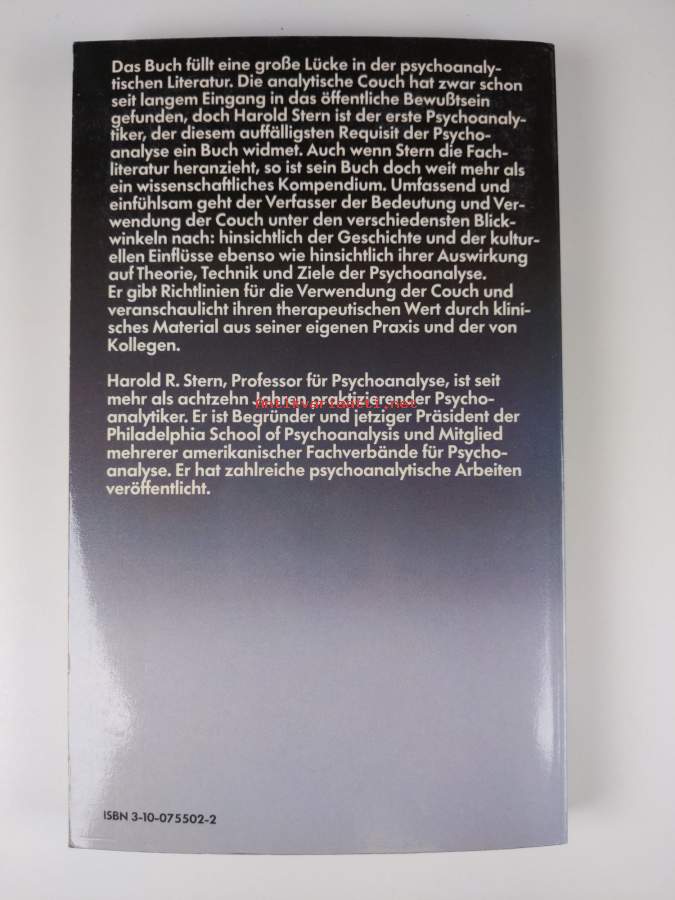 Das Buch füllt eine große Lücke in der psychoanaly-
tischen Literatur. Die analytische Couch hat zwar schon
seit langem Eingang in das öffentliche Bewußtsein
gefunden, doch Harold Stern ist der erste Psychoanaly-
tiker, der diesem auffälligsten Requisit der Psycho-
analyse ein Buch widmet. Auch wenn Stern die Fach-
literatur heranzieht, so ist sein Buch doch weit mehr als
ein wissenschaftliches Kompendium. Umfassend und
einfühlsam geht der Verfasser der Bedeutung und Ver-
wendung der Couch unter den verschiedensten Blick-
winkeln nach: hinsichtlich der Geschichte und der kultur-
ellen Einflüsse ebenso wie hinsichtlich ihrer Auswirkung
auf Theorie, Technik und Ziele der Psychoanalyse.
Er gibt Richtlinien für die Verwendung der Couch und
veranschaulicht ihren therapeutischen Wert durch klini-
sches Material aus seiner eigenen Praxis und der von
Kollegen.
Harold R. Stern, Professor für Psychoanalyse, ist seit
mehr als achtzehn Jahren praktizierender Psycho-
antikvariaatti.net
analytiker. Er ist Begründer und jetziger Präsident der
Philadelphia School of Psychoanalysis und Mitglied
mehrerer amerikanischer Fachverbände für Psycho-
analyse. Er hat zahlreiche psychoanalytische Arbeiten
veröffentlicht.
ISBN 3-10-075502-2